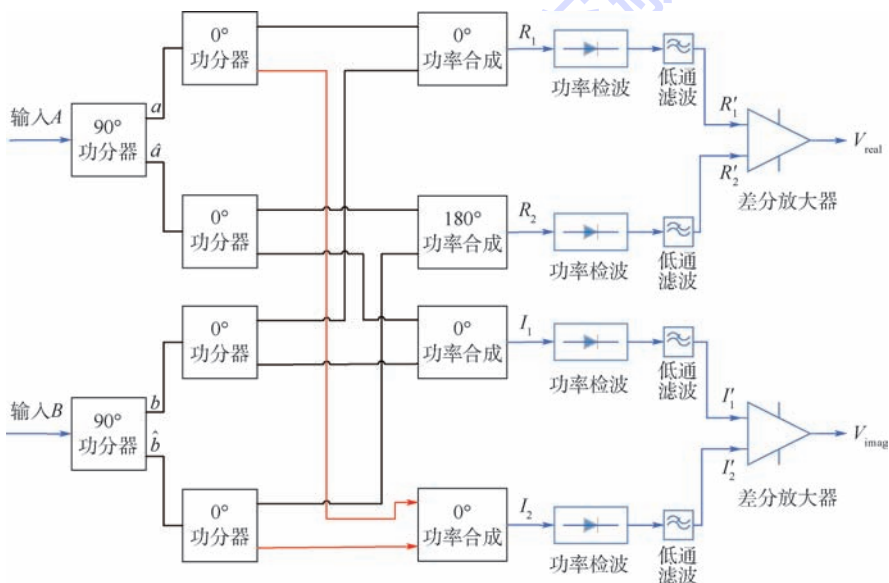 0°
功分器
0°
功率合成
R₁
功率检波
低通
滤波
输入A
90°
功分器
a
â
R′₁
R′₂
V_real
差分放大器
0°
功分器
180°
功率合成
R₂
功率检波
低通
滤波
0°
功分器
0°
功率合成
I₁
功率检波
低通
滤波
输入B
90°
功分器
b
b̂
I′₁
I′₂
V_imag
差分放大器
0°
功分器
0°
功率合成
I₂
功率检波
低通
滤波